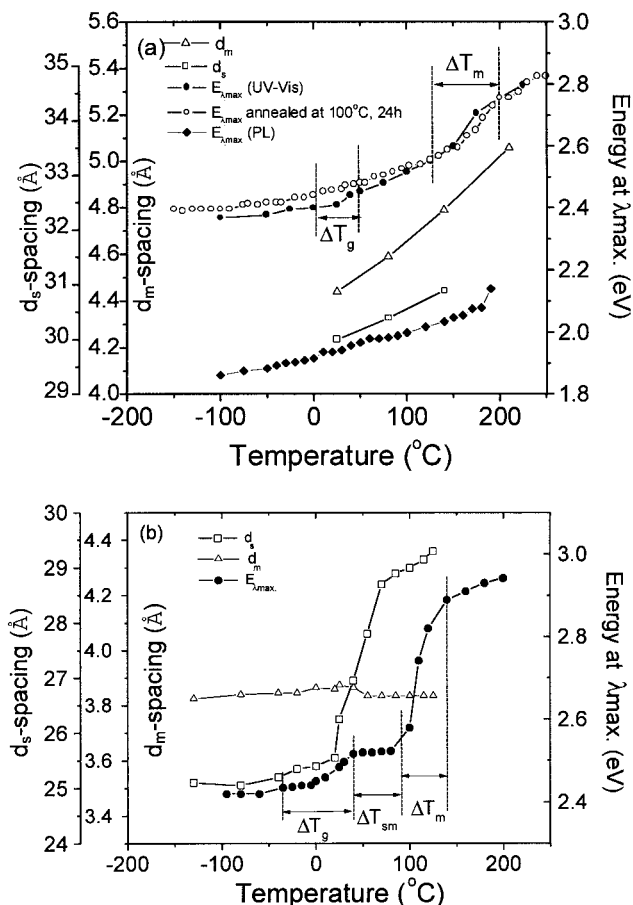 (a)
d_m
d_s
E_λmax (UV-Vis)
E_λmax annealed at 100°C, 24h
E_λmax (PL)
ΔT_m
ΔT_g
d_s-spacing (Å)
35
34
33
32
31
30
29
d_m-spacing (Å)
5.6
5.4
5.2
5.0
4.8
4.6
4.4
4.2
4.0
Energy at λmax. (eV)
3.0
2.8
2.6
2.4
2.2
2.0
1.8
-200 -100 0 100 200
Temperature (°C)
(b)
d_s
d_m
E_λmax.
ΔT_g
ΔT_sm
ΔT_m
d_s-spacing (Å)
30
29
28
27
26
25
24
d_m-spacing (Å)
4.4
4.2
4.0
3.8
3.6
3.4
Energy at λmax. (eV)
3.0
2.9
2.8
2.7
2.6
2.5
2.4
-200 -100 0 100 200
Temperature (°C)